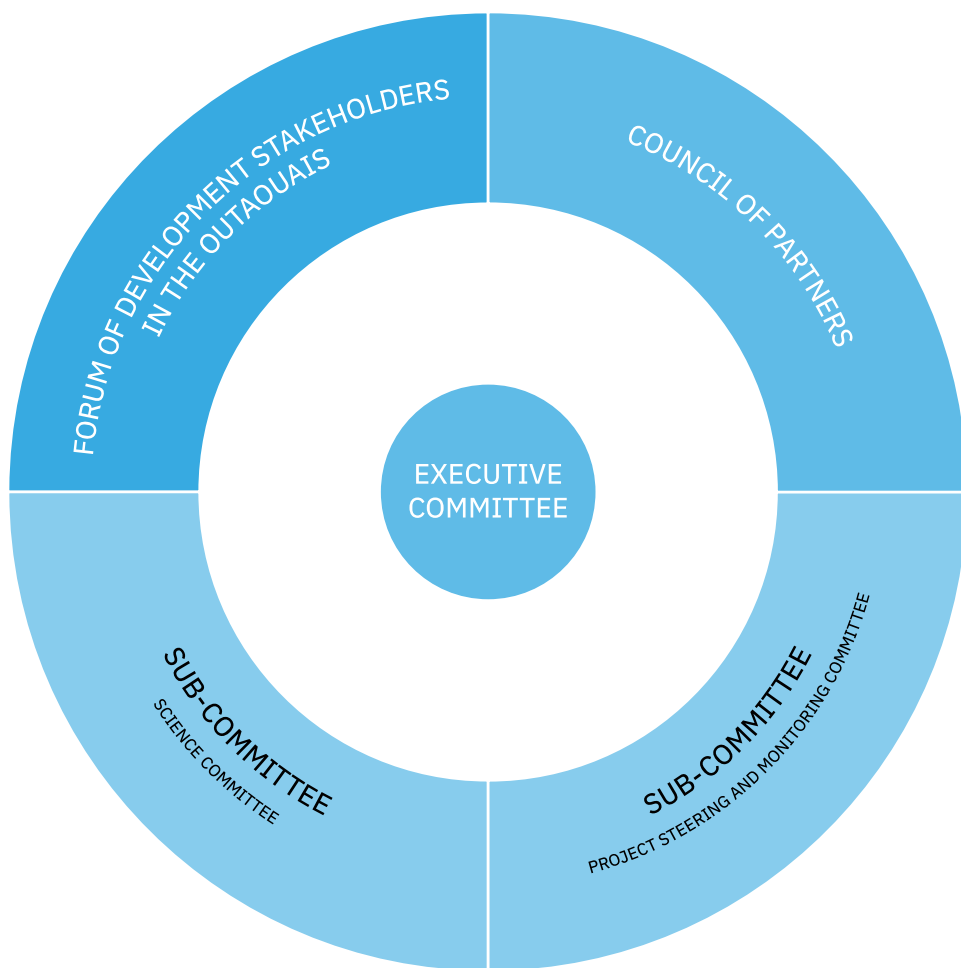 FORUM OF DEVELOPMENT STAKEHOLDERS
IN THE OUTAOUAIS
COUNCIL OF PARTNERS
EXECUTIVE
COMMITTEE
SUB-COMMITTEE
SCIENCE COMMITTEE
SUB-COMMITTEE
PROJECT STEERING AND MONITORING COMMITTEE